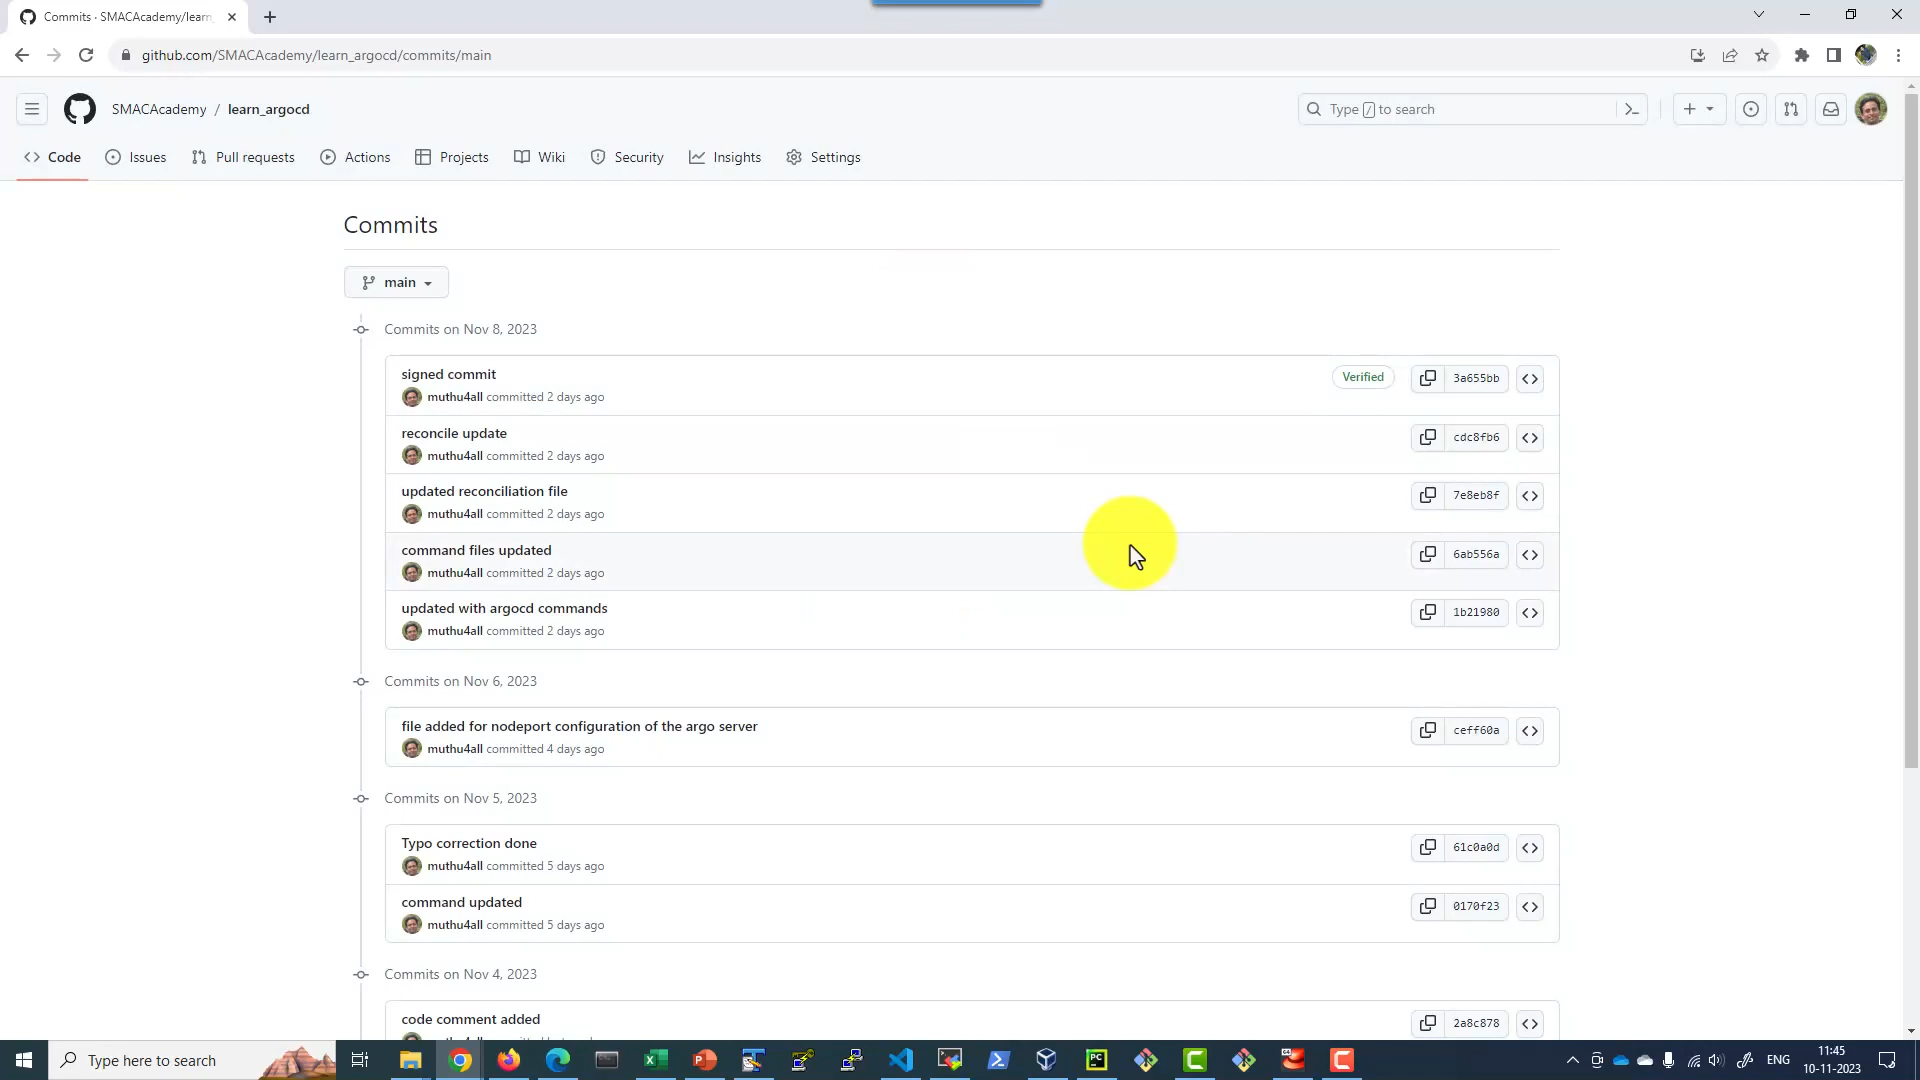 Commits · SMACAcademy/learn_
github.com/SMACAcademy/learn_argocd/commits/main
SMACAcademy / learn_argocd
Type / to search
Code Issues Pull requests Actions Projects Wiki Security Insights Settings
Commits
main
Commits on Nov 8, 2023
signed commit
Verified 3a655bb
muthu4all committed 2 days ago
reconcile update
cdc8fb6
muthu4all committed 2 days ago
updated reconciliation file
7e8eb8f
muthu4all committed 2 days ago
command files updated
6ab556a
muthu4all committed 2 days ago
updated with argocd commands
1b21980
muthu4all committed 2 days ago
Commits on Nov 6, 2023
file added for nodeport configuration of the argo server
ceff60a
muthu4all committed 4 days ago
Commits on Nov 5, 2023
Typo correction done
61c0a0d
muthu4all committed 5 days ago
command updated
0170f23
muthu4all committed 5 days ago
Commits on Nov 4, 2023
code comment added
2a8c878
Type here to search
ENG
11:45
10-11-2023